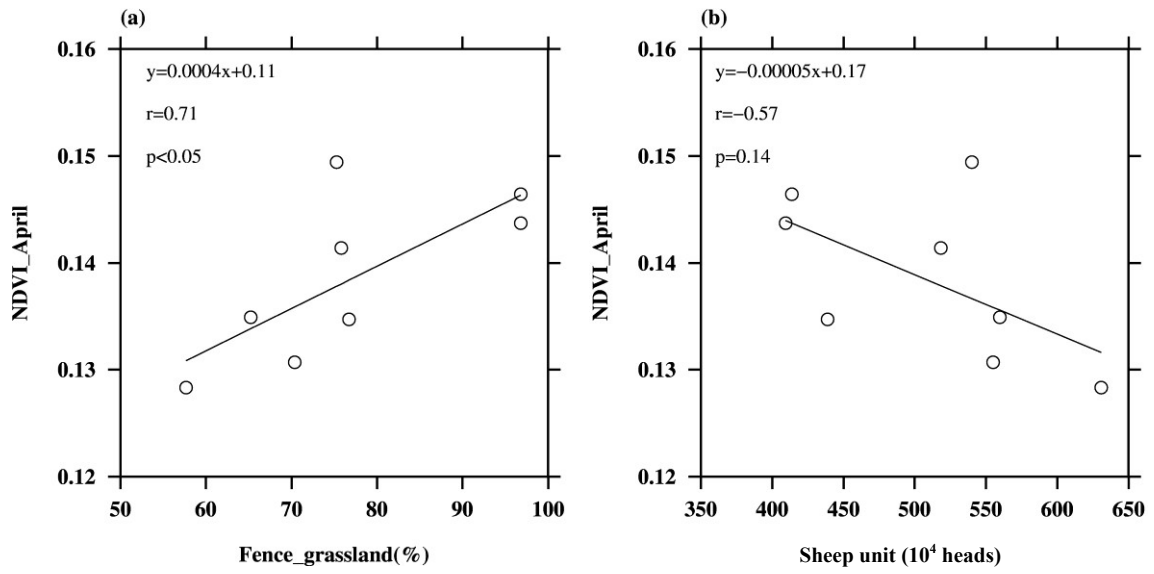 (a)
0.16
0.15
0.14
0.13
0.12
y=0.0004x+0.11
r=0.71
p<0.05
NDVI_April
50 60 70 80 90 100
Fence_grassland(%)
(b)
0.16
0.15
0.14
0.13
0.12
y=−0.00005x+0.17
r=−0.57
p=0.14
NDVI_April
350 400 450 500 550 600 650
Sheep unit (10⁴ heads)